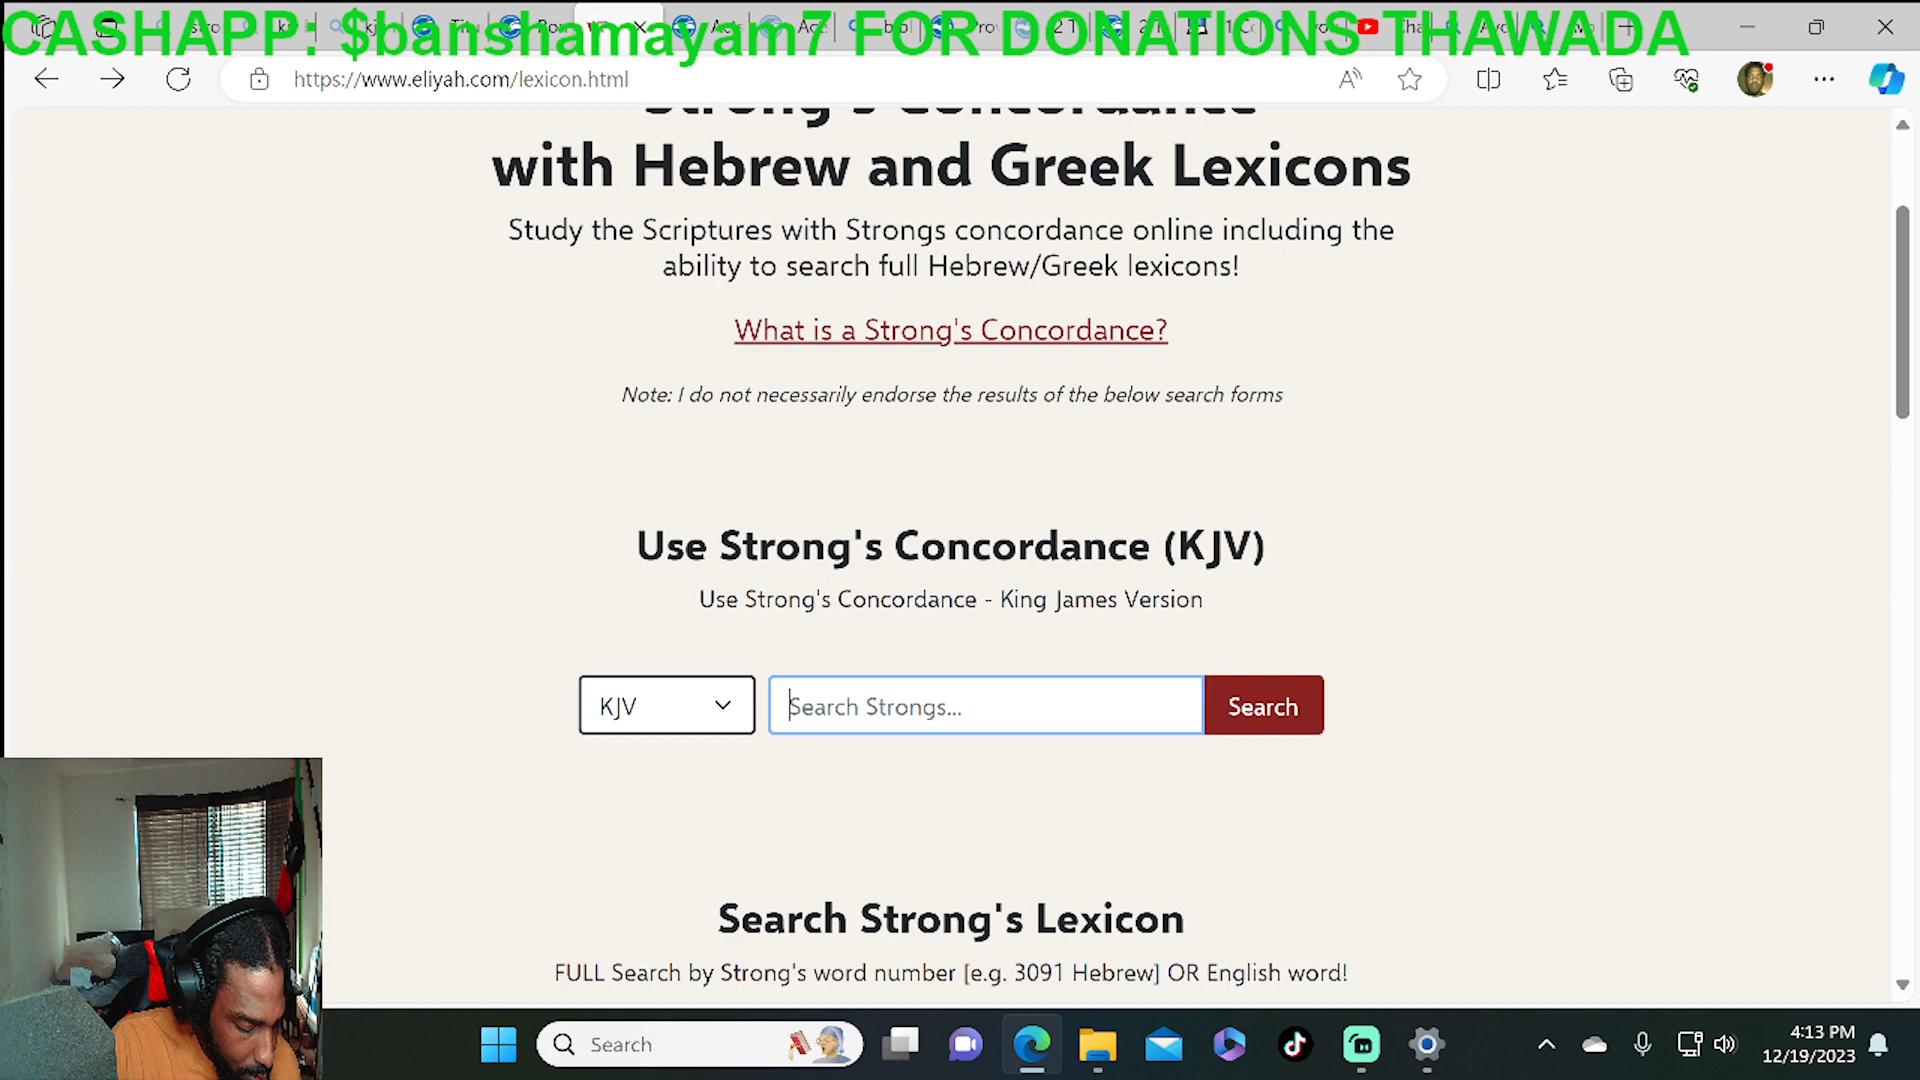 CASHAPP: $banshamayam7 FOR DONATIONS THAWADA
https://www.eliyah.com/lexicon.html
Strong's Concordance
with Hebrew and Greek Lexicons
Study the Scriptures with Strongs concordance online including the
ability to search full Hebrew/Greek lexicons!
What is a Strong's Concordance?
Note: I do not necessarily endorse the results of the below search forms
Use Strong's Concordance (KJV)
Use Strong's Concordance - King James Version
KJV
Search Strongs...
Search
Search Strong's Lexicon
FULL Search by Strong's word number [e.g. 3091 Hebrew] OR English word!
Search
4:13 PM
12/19/2023